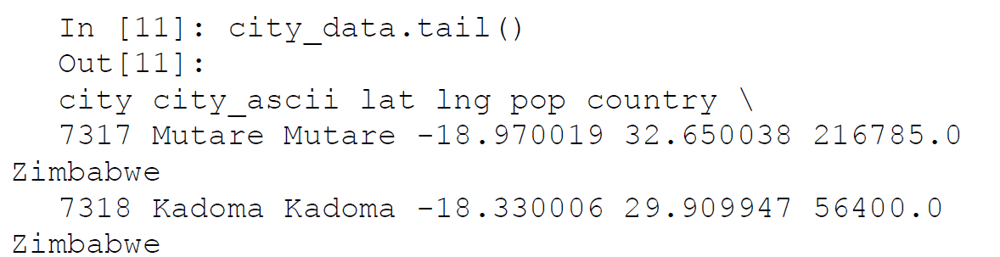 In [11]: city_data.tail()
Out[11]:
city city_ascii lat lng pop country \
7317 Mutare Mutare -18.970019 32.650038 216785.0
Zimbabwe
7318 Kadoma Kadoma -18.330006 29.909947 56400.0
Zimbabwe